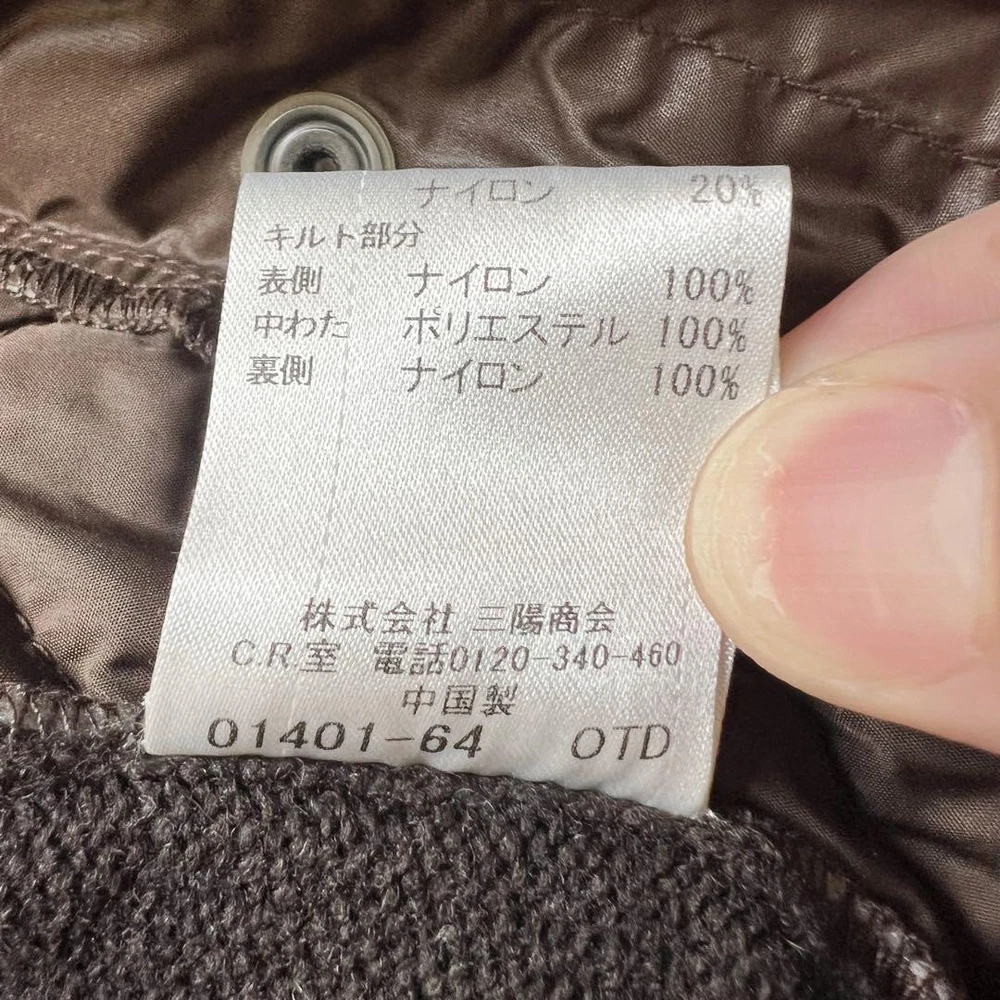 ナイロン 20%
キルト部分
表側 ナイロン 100%
中わた ポリエステル 100%
裏側 ナイロン 100%
株式会社 三陽商会
C.R.室 電話0120-340-460
中国製
01401-64 OTD